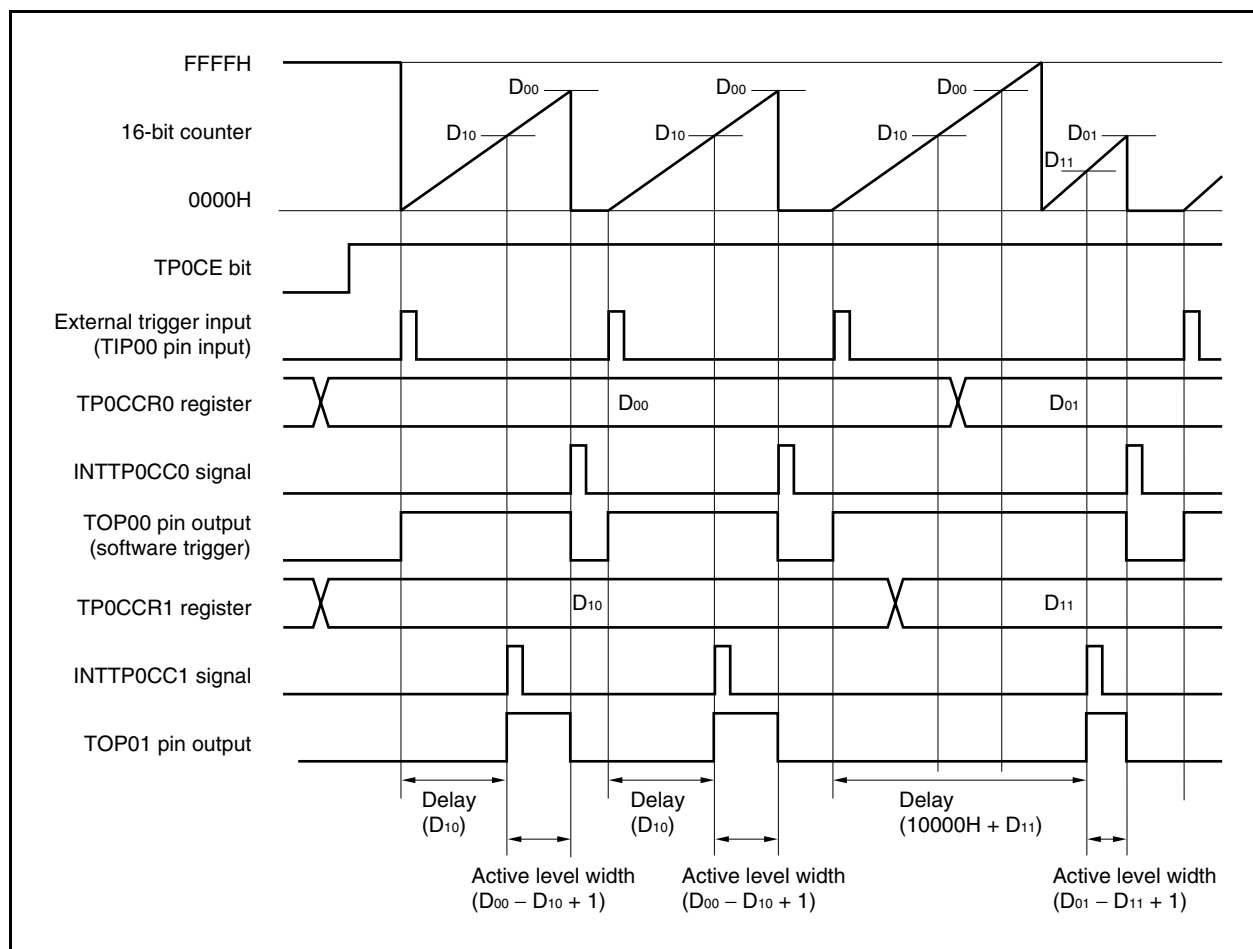 FFFFH
D00
D00
D00
16-bit counter
D10
D10
D10
D01
D11
0000H
TP0CE bit
External trigger input
(TIP00 pin input)
TP0CCR0 register
D00
D01
INTTP0CC0 signal
TOP00 pin output
(software trigger)
TP0CCR1 register
D10
D11
INTTP0CC1 signal
TOP01 pin output
Delay
(D10)
Delay
(D10)
Delay
(10000H + D11)
Active level width
(D00 − D10 + 1)
Active level width
(D00 − D10 + 1)
Active level width
(D01 − D11 + 1)